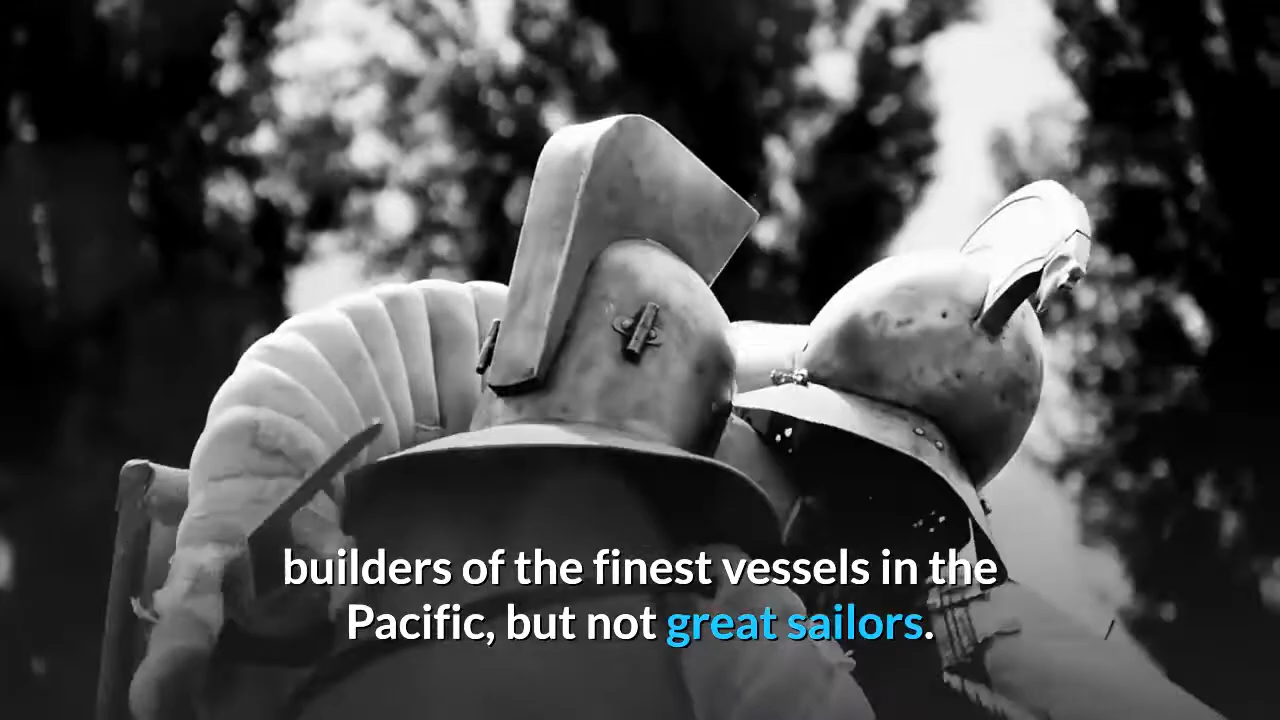 builders of the finest vessels in the
Pacific, but not great sailors.